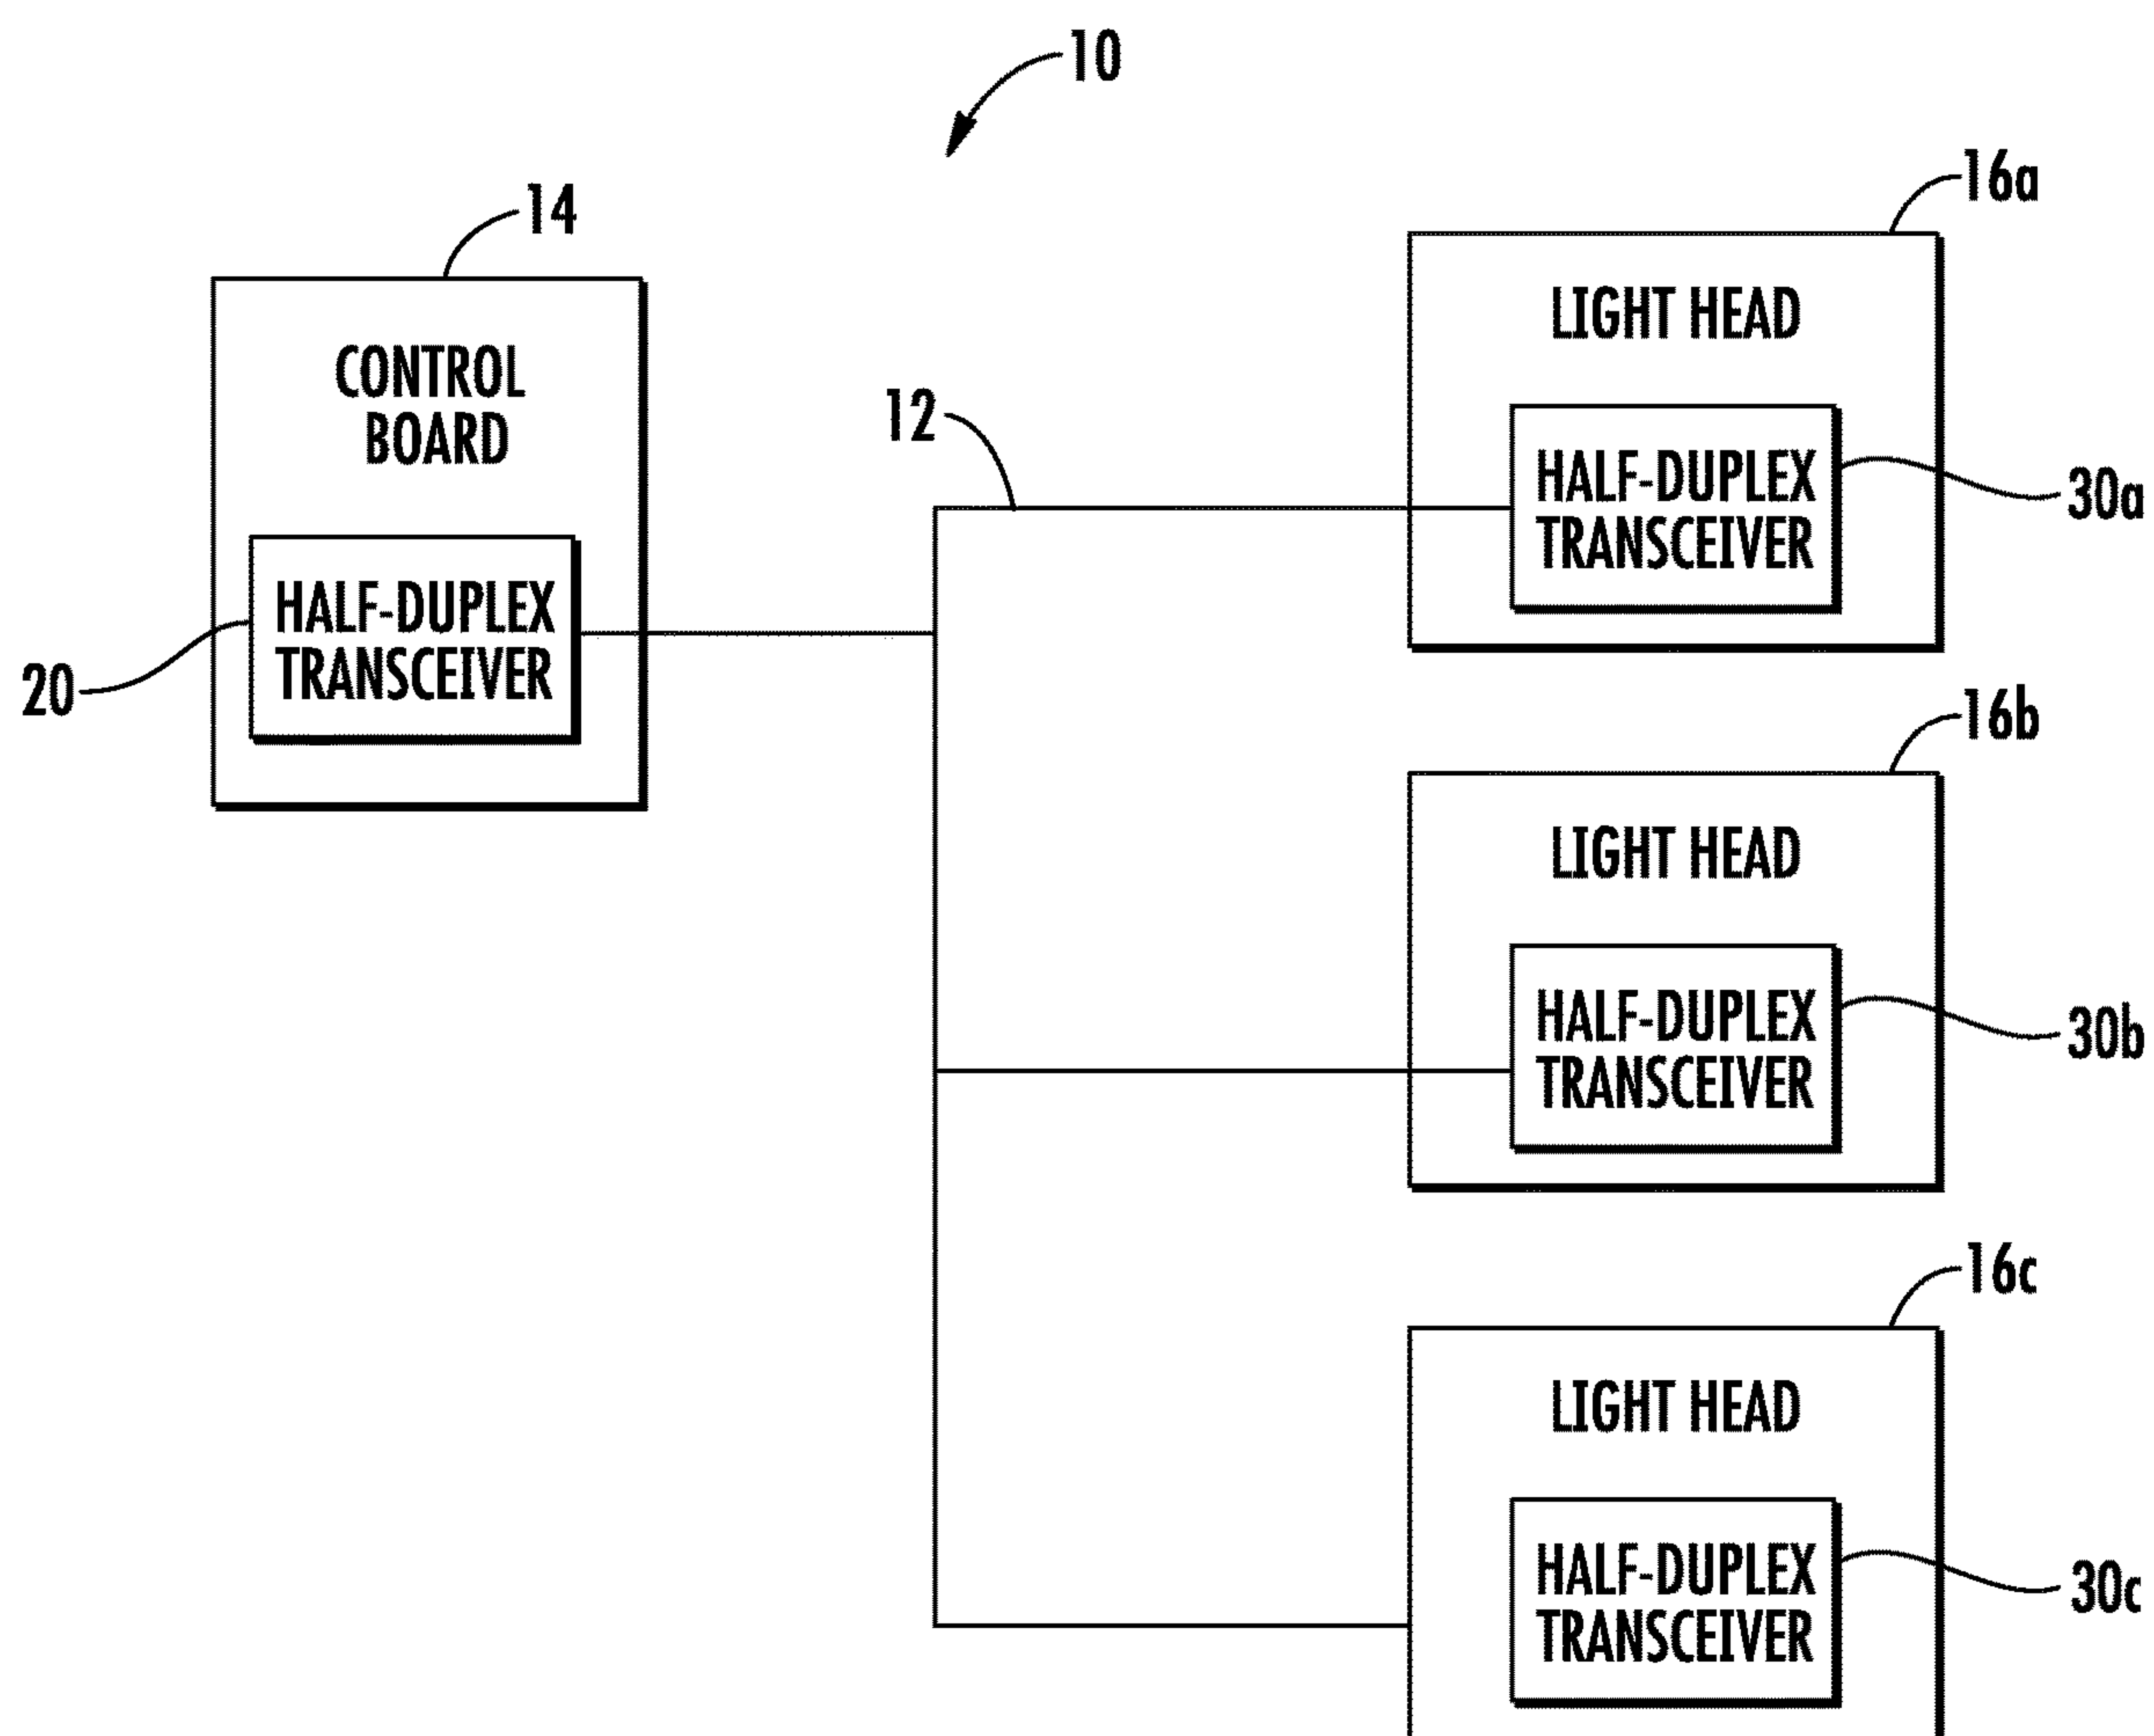 10
14
CONTROL
BOARD
HALF-DUPLEX
TRANSCEIVER
20
12
16a
LIGHT HEAD
HALF-DUPLEX
TRANSCEIVER
30a
16b
LIGHT HEAD
HALF-DUPLEX
TRANSCEIVER
30b
16c
LIGHT HEAD
HALF-DUPLEX
TRANSCEIVER
30c